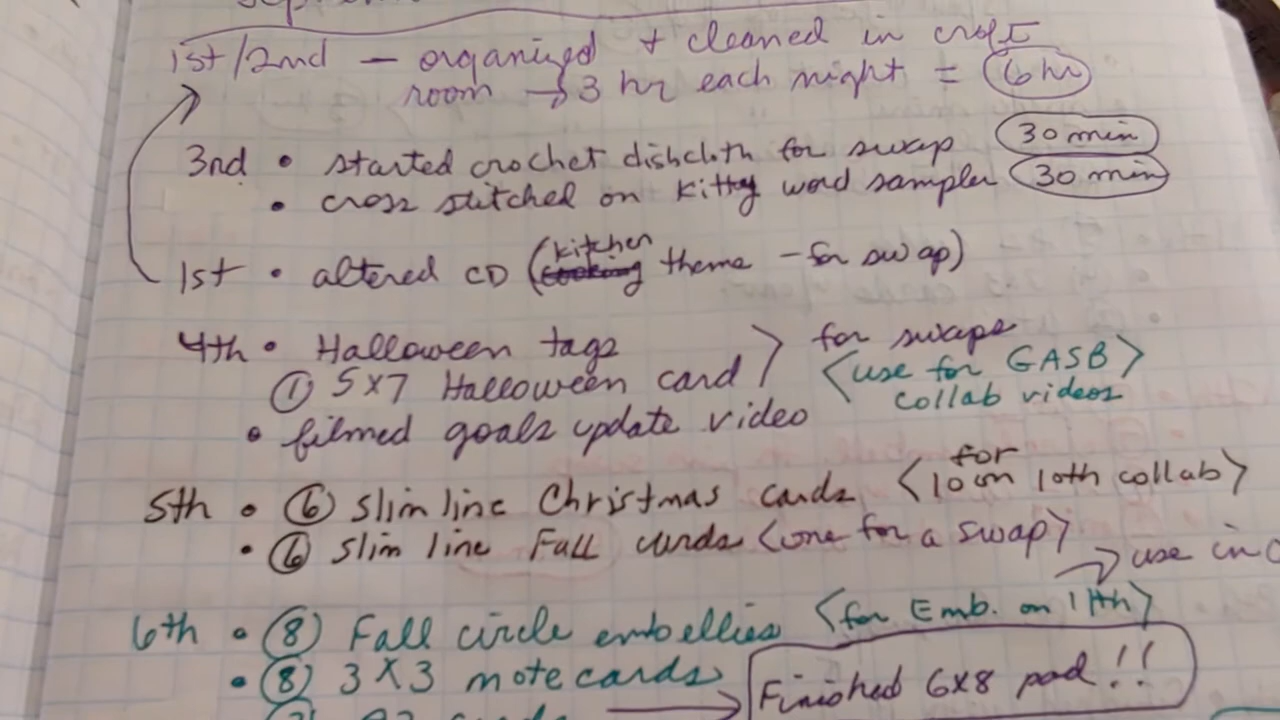 1st/2nd — organized + cleaned in craft
room → 3 hr each night = 6 hr
3rd • started crochet dishcloth for swap 30 min
• cross stitched on Kitty word sampler 30 min
1st • altered CD (kitchen theme - for swap)
4th • Halloween tags
① 5X7 Halloween card > for swaps
<use for GASB>
collab videos
• filmed goals update video
5th • ⑥ slim line Christmas cards <for 10 on 10th collab>
• ⑥ slim line Fall cards <one for a swap>
→ use in
6th • ⑧ Fall circle embellies <for Emb. on 11th>
• ⑧ 3X3 note cards
→ Finished 6X8 pad!!